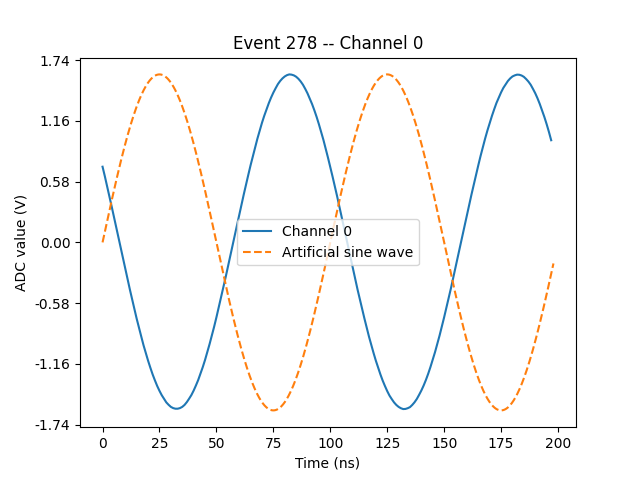 Event 278 -- Channel 0
1.74
1.16
0.58
0.00
-0.58
-1.16
-1.74
ADC value (V)
Channel 0
Artificial sine wave
0 25 50 75 100 125 150 175 200
Time (ns)